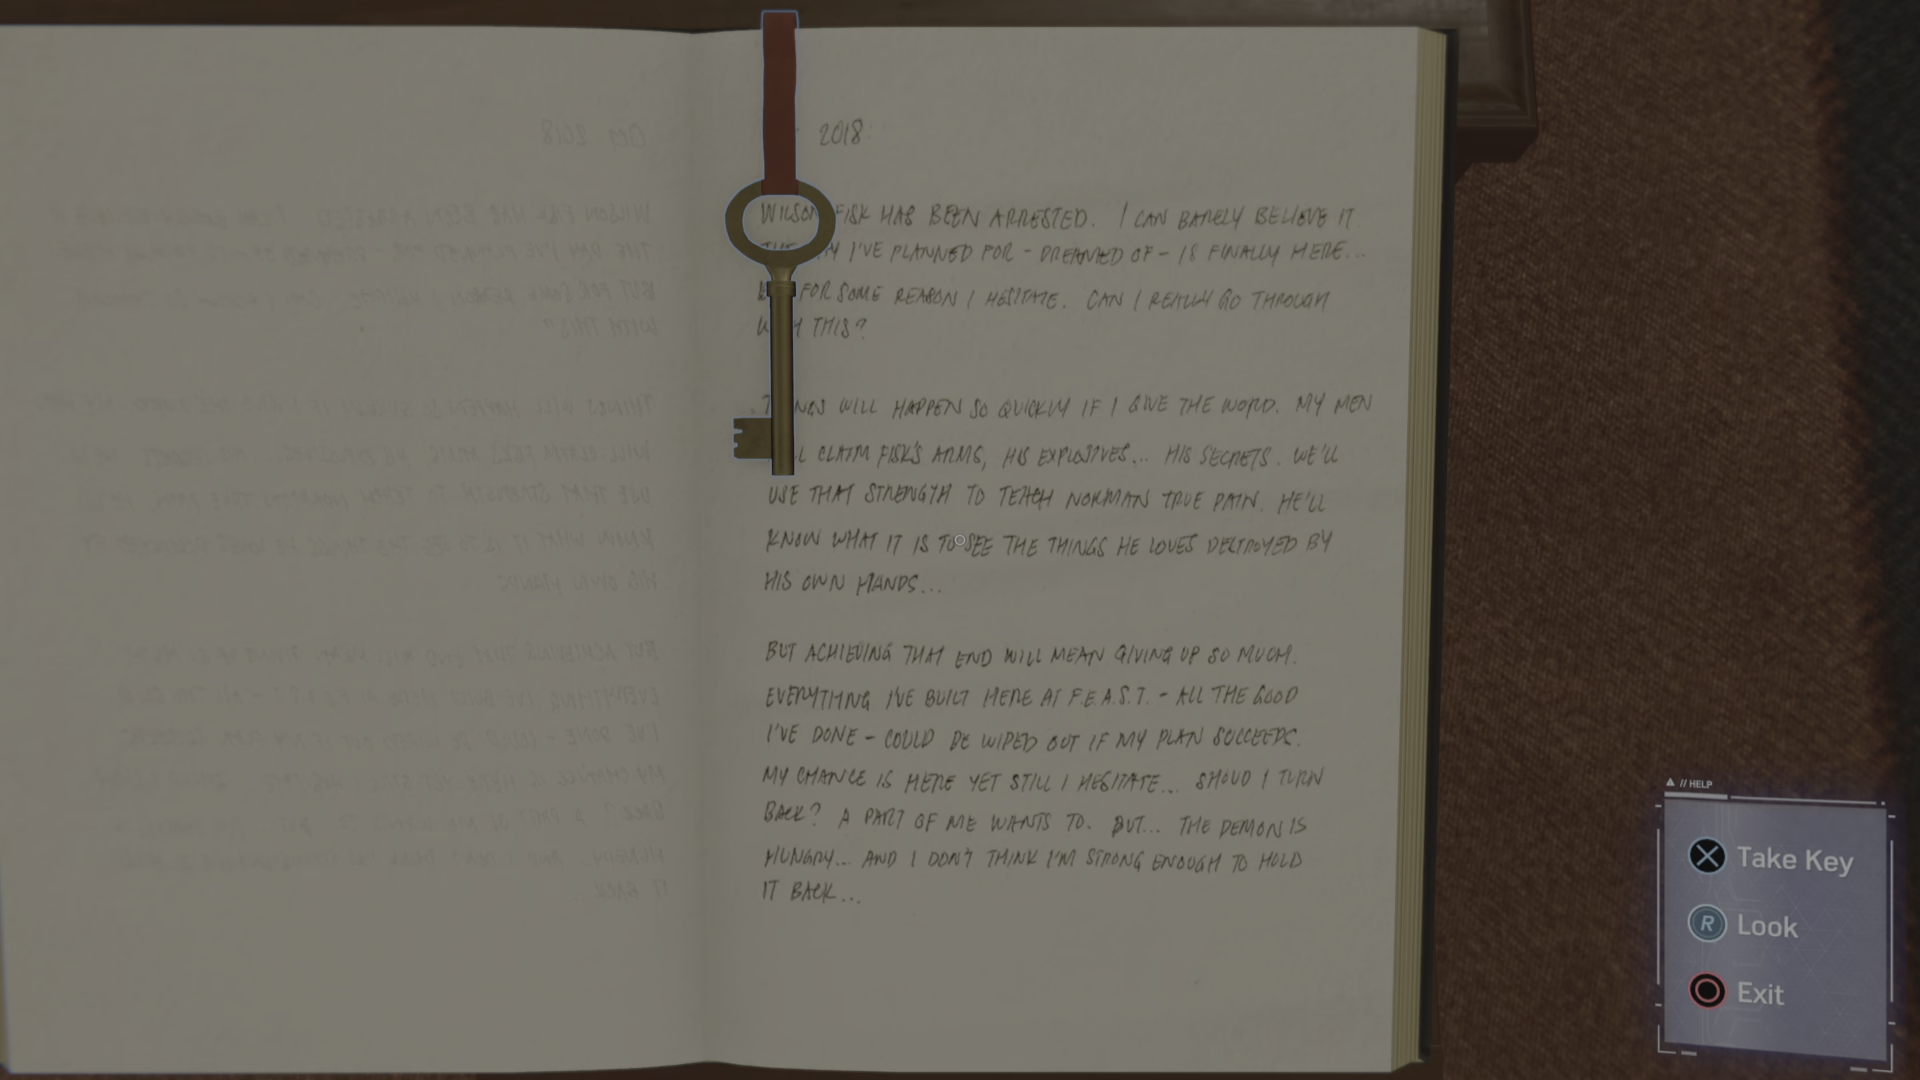 2018:
WILSON FISK HAS BEEN ARRESTED. I CAN BARELY BELIEVE IT.
I'VE PLANNED FOR - DREAMED OF - IS FINALLY HERE...
FOR SOME REASON I HESITATE. CAN I REALLY GO THROUGH
THIS?
WILL HAPPEN SO QUICKLY IF I GIVE THE WORD. MY MEN
CLAIM FISK'S ARMS, HIS EXPLOSIVES... HIS SECRETS. WE'LL
USE THAT STRENGTH TO TEACH NORMAN TRUE PAIN. HE'LL
KNOW WHAT IT IS TO SEE THE THINGS HE LOVES DESTROYED BY
HIS OWN HANDS...
BUT ACHIEVING THAT END WILL MEAN GIVING UP SO MUCH.
EVERYTHING I'VE BUILT HERE AT F.E.A.S.T. - ALL THE GOOD
I'VE DONE - COULD BE WIPED OUT IF MY PLAN SUCCEEDS.
MY CHANCE IS HERE YET STILL I HESITATE... SHOUD I TURN
BACK? A PART OF ME WANTS TO. BUT... THE DEMON IS
HUNGRY... AND I DON'T THINK I'M STRONG ENOUGH TO HOLD
IT BACK...
// HELP
Take Key
R Look
Exit